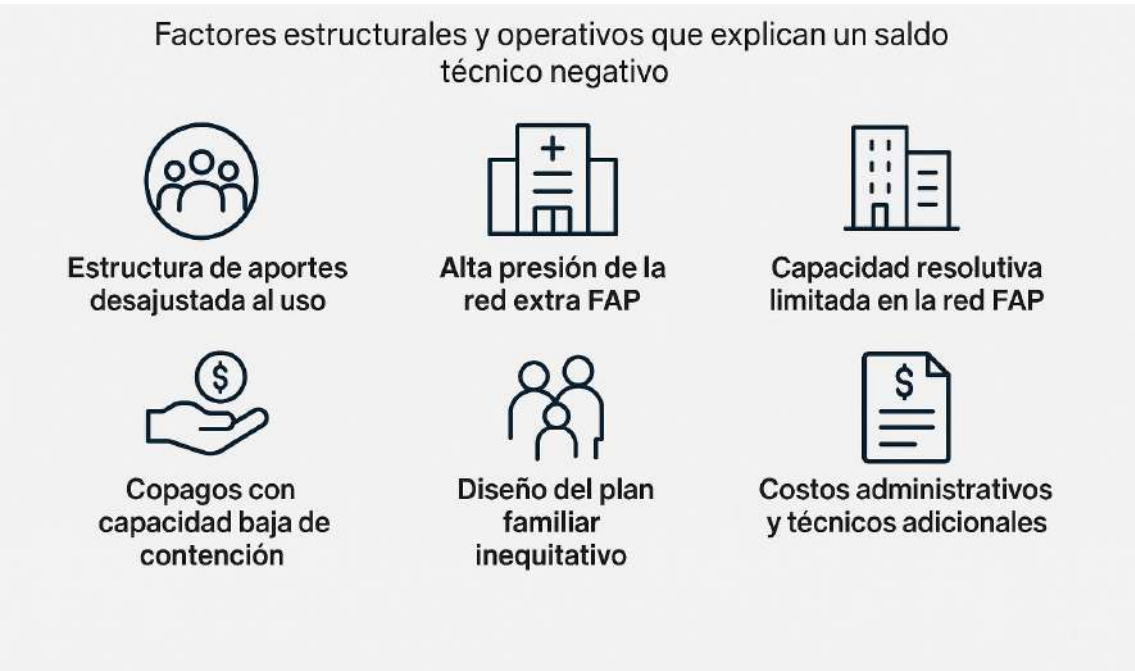 Factores estructurales y operativos que explican un saldo
técnico negativo
Estructura de aportes
desajustada al uso
Alta presión de la
red extra FAP
Capacidad resolutiva
limitada en la red FAP
$
Copagos con
capacidad baja de
contención
Diseño del plan
familiar
inequitativo
$
Costos administrativos
y técnicos adicionales